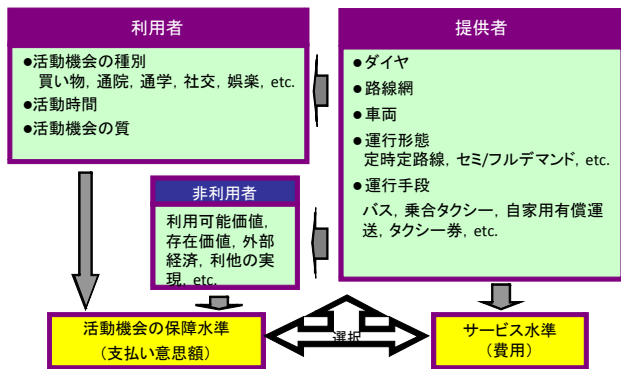 利用者
●活動機会の種別
買い物, 通院, 通学, 社交, 娯楽, etc.
●活動時間
●活動機会の質
提供者
●ダイヤ
●路線網
●車両
●運行形態
定時定路線, セミ/フルデマンド, etc.
●運行手段
バス, 乗合タクシー, 自家用有償運
送, タクシー券, etc.
非利用者
利用可能価値,
存在価値, 外部
経済, 利他の実
現, etc.
活動機会の保障水準
（支払い意思額）
選択
サービス水準
（費用）